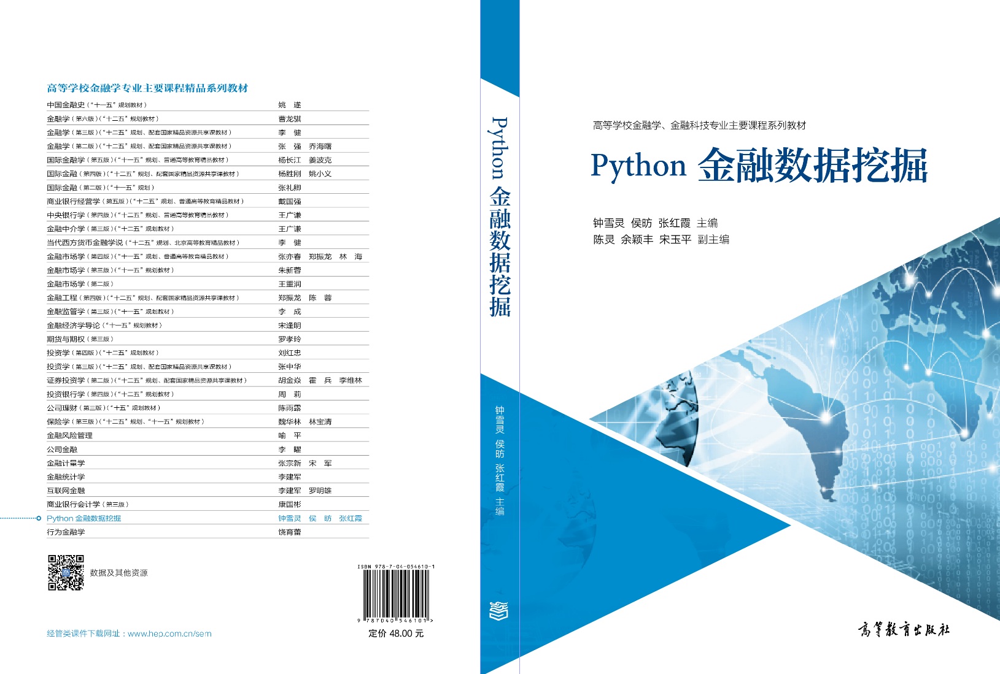 高等学校金融学专业主要课程精品系列教材
中国金融史（“十一五”规划教材） 姚 遂
金融学（第六版）（“十二五”规划教材） 曹龙骐
金融学（第三版）（“十二五”规划、配套国家精品资源共享课教材） 李 健
金融学（第二版）（“十二五”规划、配套国家精品资源共享课教材） 张 强 乔海曙
国际金融学（第五版）（“十一五”规划、普通高等教育精品教材） 杨长江 姜波克
国际金融（第四版）（“十二五”规划、配套国家精品资源共享课教材） 杨胜刚 姚小义
国际金融（第二版）（“十一五”规划） 张礼卿
商业银行经营学（第五版）（“十二五”规划、普通高等教育精品教材） 戴国强
中央银行学（第四版）（“十二五”规划、普通高等教育精品教材） 王广谦
金融中介学（第三版）（“十二五”规划教材） 王广谦
当代西方货币金融学说（“十二五”规划、北京高等教育精品教材） 李 健
金融市场学（第四版）（“十一五”规划、普通高等教育精品教材） 张亦春 郑振龙 林 海
金融市场学（第三版）（“十一五”规划教材） 朱新蓉
金融市场学（第二版） 王重润
金融工程（第四版）（“十二五”规划、配套国家精品资源共享课教材） 郑振龙 陈 蓉
金融监管学（第三版）（“十一五”规划教材） 李 成
金融经济学导论（“十一五”规划教材） 宋逢明
期货与期权（第三版） 罗孝玲
投资学（第四版）（“十二五”规划教材） 刘红忠
投资学（第三版）（“十二五”规划、配套国家精品资源共享课教材） 张中华
证券投资学（第二版）（“十二五”规划、配套国家精品资源共享课教材） 胡金焱 霍 兵 李维林
投资银行学（第四版）（“十二五”规划教材） 周 莉
公司理财（第三版）（“十五”规划教材） 陈雨露
保险学（第三版）（“十二五”规划、“十一五”规划教材） 魏华林 林宝清
金融风险管理 喻 平
公司金融 李 曜
金融计量学 张宗新 宋 军
金融统计学 李建军
互联网金融 李建军 罗明雄
商业银行会计学（第三版） 康国彬
Python 金融数据挖掘 钟雪灵 侯 昉 张红霞
行为金融学 饶育蕾
数据及其他资源
经管类课件下载网址：www.hep.com.cn/sem
ISBN 978-7-04-054610-1
9 787040 546101 >
定价 48.00 元
Python 金融数据挖掘
钟雪灵 侯昉 张红霞 主编
高等学校金融学、金融科技专业主要课程系列教材
Python 金融数据挖掘
钟雪灵 侯昉 张红霞 主编
陈灵 余颖丰 宋玉平 副主编
高等教育出版社